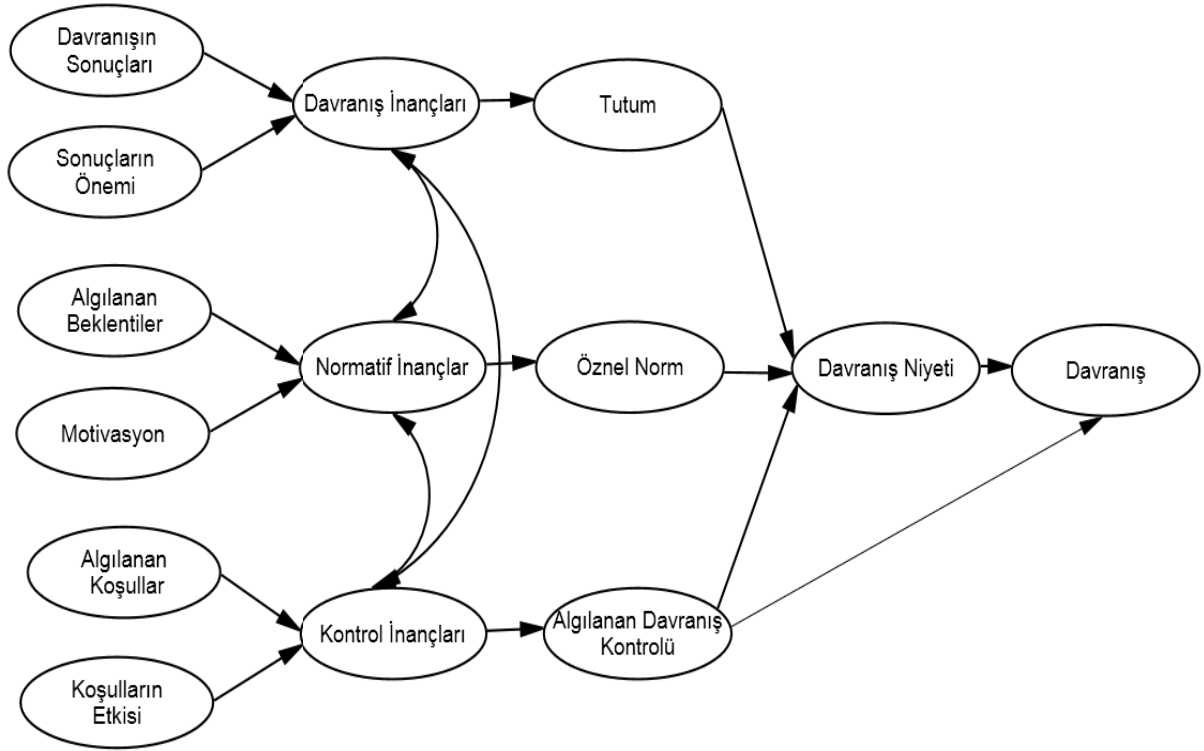 Davranışın
Sonuçları
Davranış İnançları
Tutum
Sonuçların
Önemi
Algılanan
Beklentiler
Normatif İnançlar
Öznel Norm
Davranış Niyeti
Davranış
Motivasyon
Algılanan
Koşullar
Kontrol İnançları
Algılanan Davranış
Kontrolü
Koşulların
Etkisi